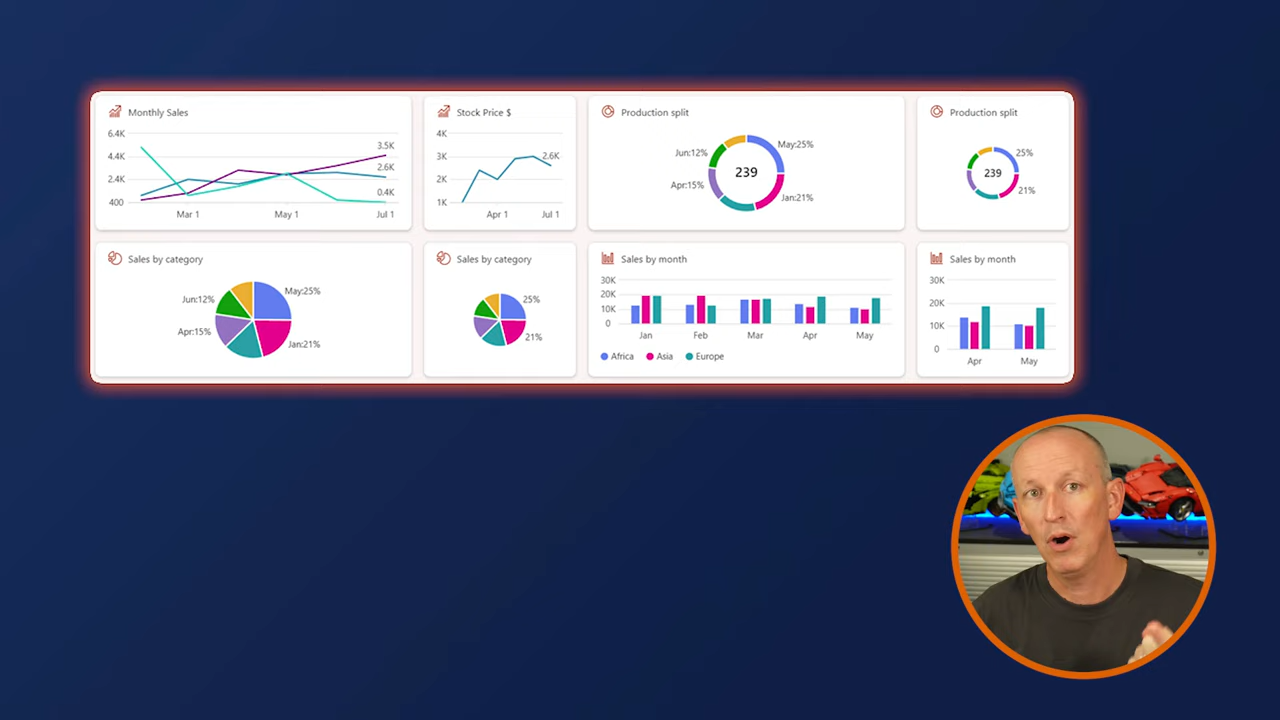 Monthly Sales
6.4K
4.4K
2.4K
400
3.5K
2.6K
0.4K
Mar 1
May 1
Jul 1
Stock Price $
4K
3K
2K
1K
2.6K
Apr 1
Jul 1
Production split
Jun:12%
May:25%
Apr:15%
239
Jan:21%
Production split
25%
239
21%
Sales by category
Jun:12%
May:25%
Apr:15%
Jan:21%
Sales by category
25%
21%
Sales by month
30K
20K
10K
0
Jan
Feb
Mar
Apr
May
Africa
Asia
Europe
Sales by month
30K
20K
10K
0
Apr
May